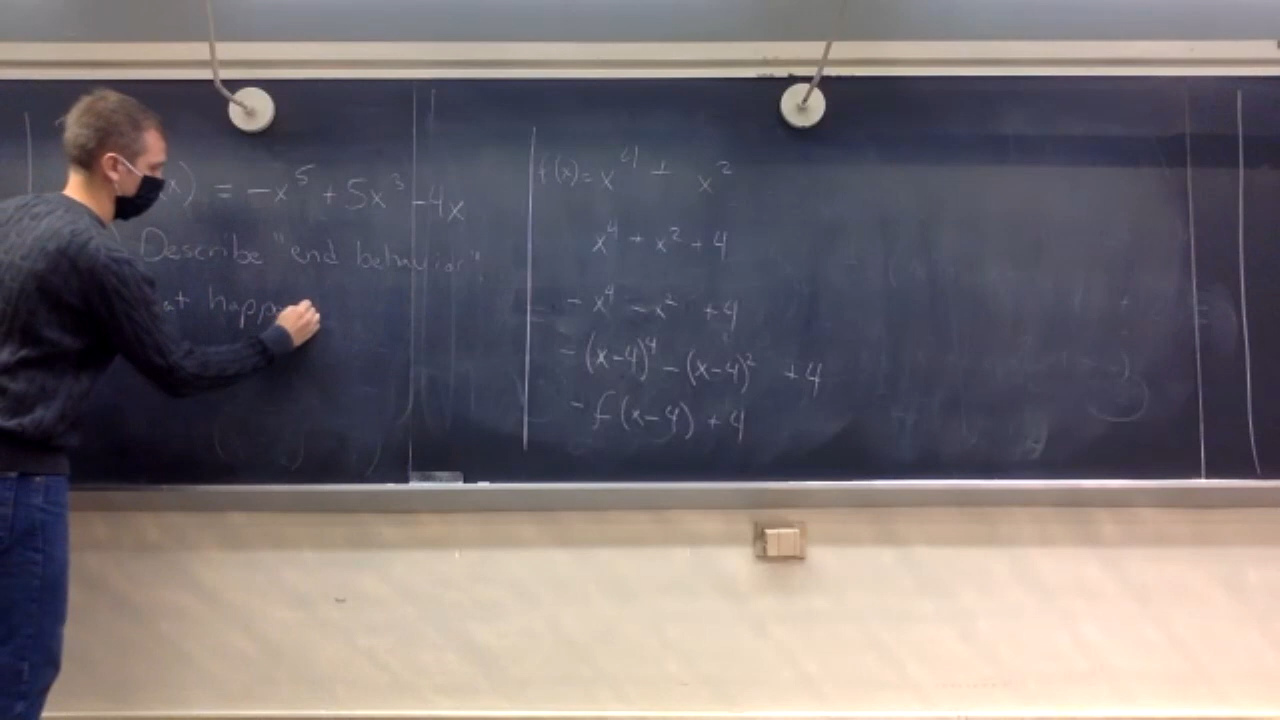 x) = -x⁵ + 5x³ - 4x
Describe "end behavior".
at happ
f(x) = x⁴ + x²
x⁴ + x² + 4
- x⁴ - x² + 4
- (x-4)⁴ - (x-4)² + 4
- f(x-4) + 4